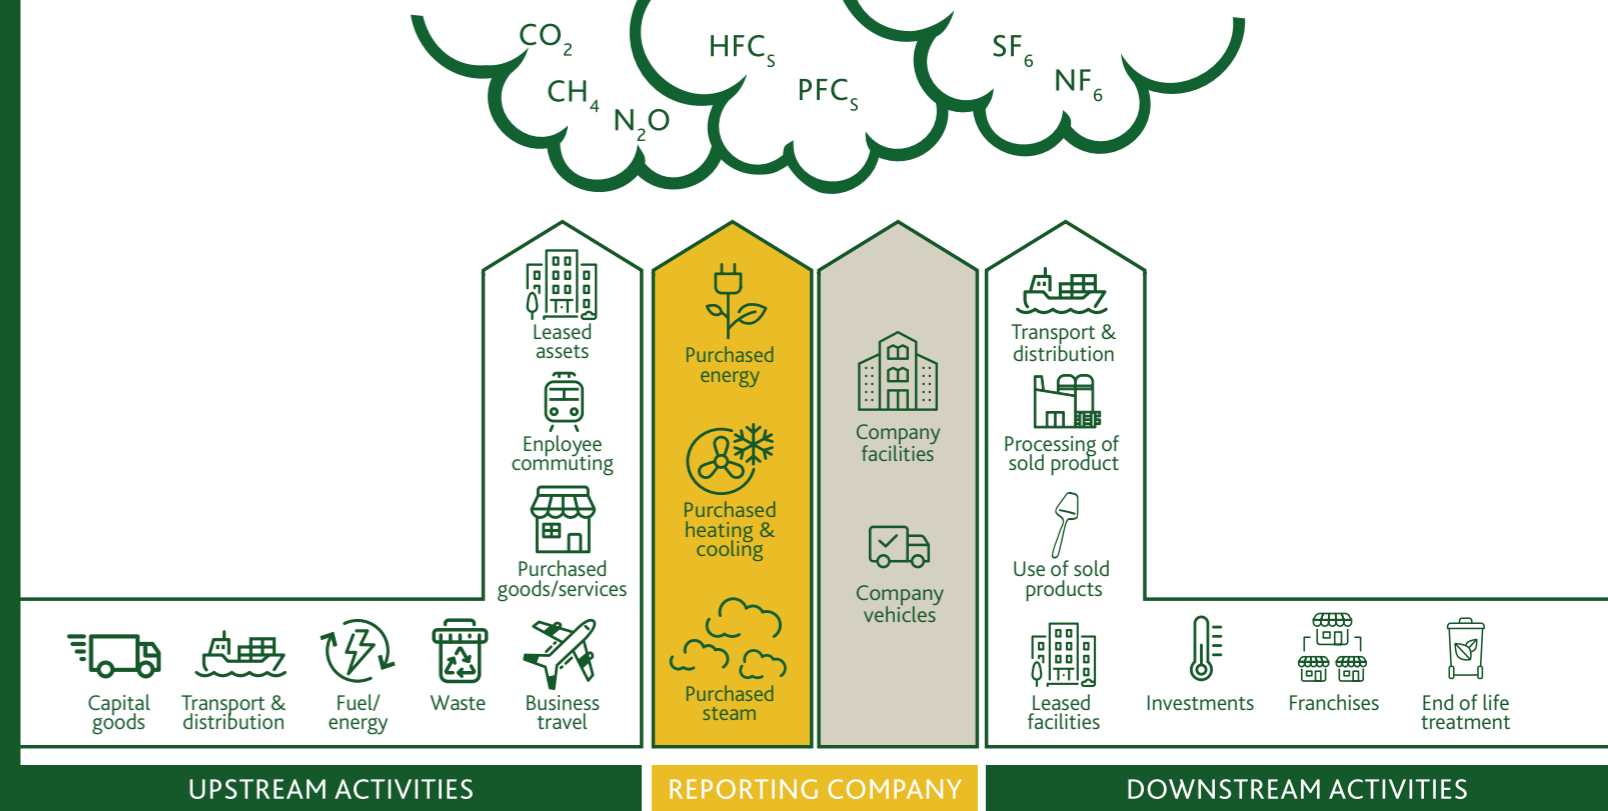 CO2
HFCs
SF6
CH4
PFCs
NF6
N2O
Leased
assets
Enployee
commuting
Purchased
goods/services
Capital
goods
Transport &
distribution
Fuel/
energy
Waste
Business
travel
Purchased
energy
Purchased
heating &
cooling
Purchased
steam
Company
facilities
Company
vehicles
Transport &
distribution
Processing of
sold product
Use of sold
products
Leased
facilities
Investments
Franchises
End of life
treatment
UPSTREAM ACTIVITIES
REPORTING COMPANY
DOWNSTREAM ACTIVITIES